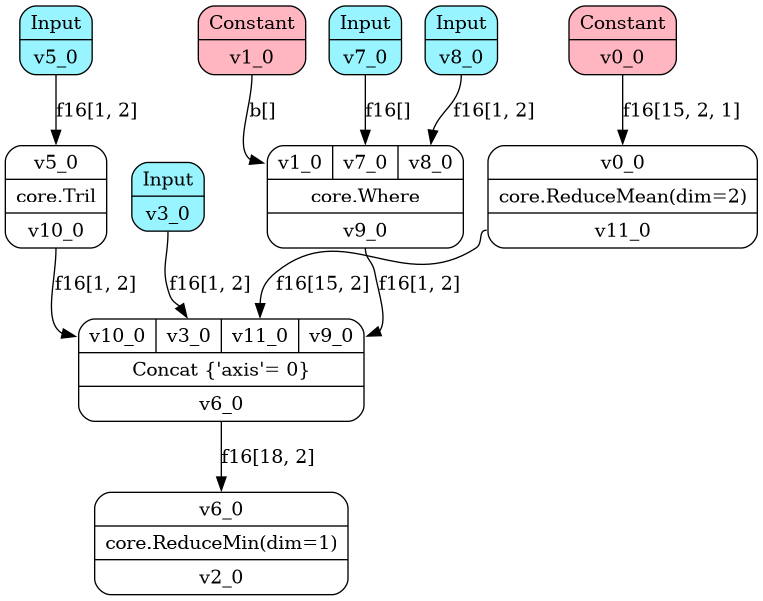 Input
v5_0
Constant
v1_0
Input
v7_0
Input
v8_0
Constant
v0_0
f16[1, 2]
b[]
f16[]
f16[1, 2]
f16[15, 2, 1]
v5_0
core.Tril
v10_0
Input
v3_0
v1_0 v7_0 v8_0
core.Where
v9_0
v0_0
core.ReduceMean(dim=2)
v11_0
f16[1, 2]
f16[1, 2]
f16[15, 2]
f16[1, 2]
v10_0 v3_0 v11_0 v9_0
Concat {'axis'= 0}
v6_0
f16[18, 2]
v6_0
core.ReduceMin(dim=1)
v2_0